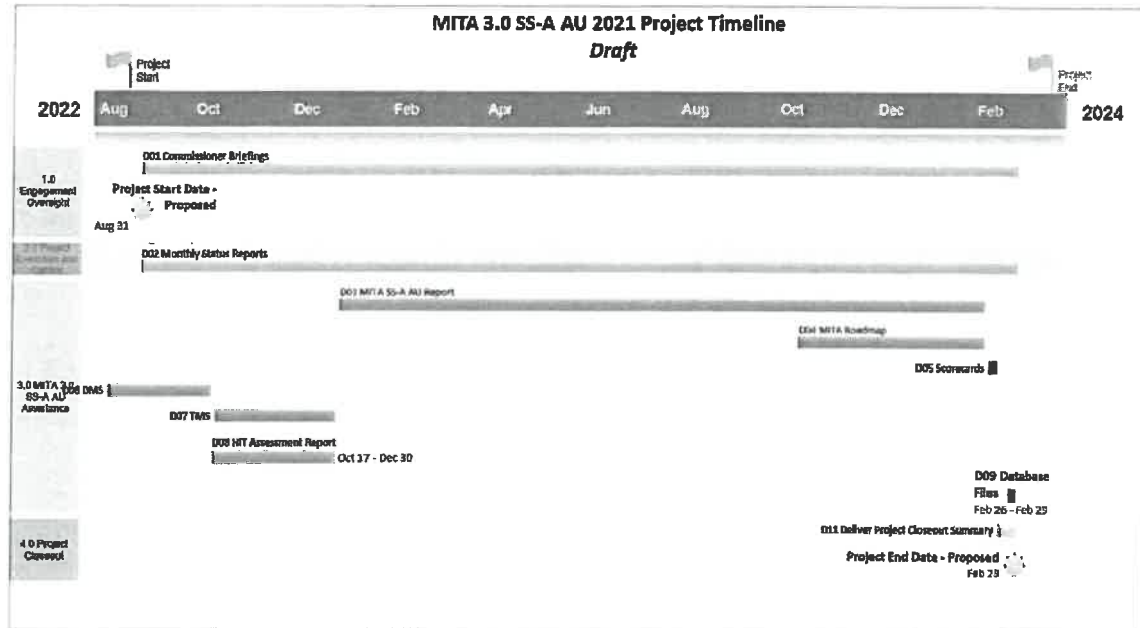 MITA 3.0 SS-A AU 2021 Project Timeline
Draft
Project
Start
Project
End
2022
Aug
Oct
Dec
Feb
Apr
Jun
Aug
Oct
Dec
Feb
2024
1.0
Engagement
Oversight
D01 Commissioner Briefings
Project Start Date -
Proposed
Aug 31
D02 Monthly Status Reports
D03 MITA SS-A AU Report
D04 MITA Roadmap
D05 Scorecards
3.0 MITA 3.0
SS-A AU
Assistance
D06 DMS
D07 TMS
D08 HIT Assessment Report
Oct 17 - Dec 30
D09 Database
Files
Feb 26 - Feb 29
4.0 Project
Closeout
D11 Deliver Project Closeout Summary
Project End Date - Proposed